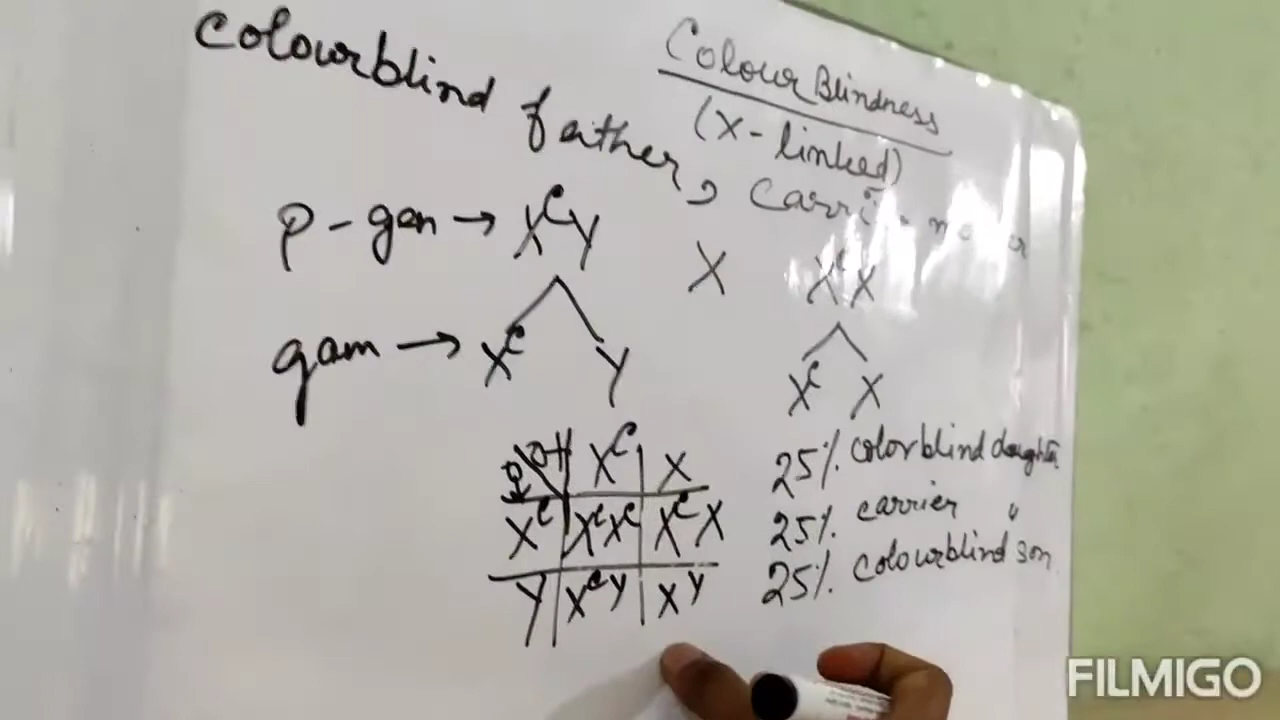 Colour Blindness
(X-linked)
Colourblind father, Carrier
P-gen → XᶜY X XᶜX
gam → Xᶜ Y Xᶜ X
♀ Xᶜ X
Xᶜ XᶜXᶜ XᶜX
Y XᶜY XY
25% colorblind daughter
25% carrier "
25% colourblind son
FILMIGO